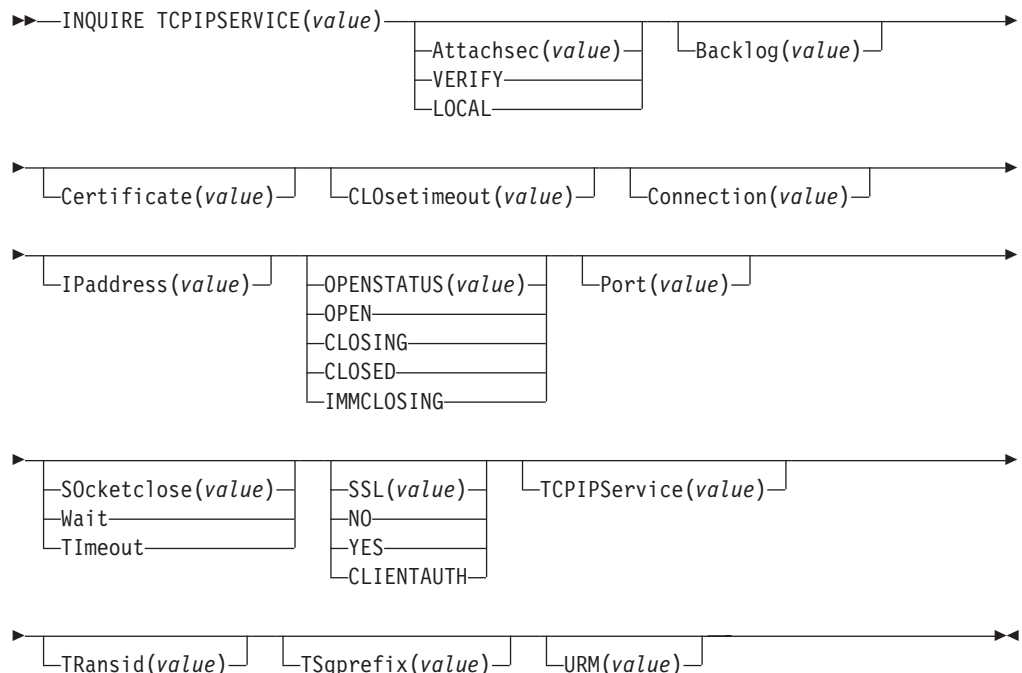 INQUIRE TCPIPSERVICE(value)
Attachsec(value)
VERIFY
LOCAL
Backlog(value)
Certificate(value)
CLOsetimeout(value)
Connection(value)
IPaddress(value)
OPENSTATUS(value)
OPEN
CLOSING
CLOSED
IMMCLOSING
Port(value)
SOcketclose(value)
Wait
TImeout
SSL(value)
NO
YES
CLIENTAUTH
TCPIPService(value)
TRansid(value)
TSqprefix(value)
URM(value)